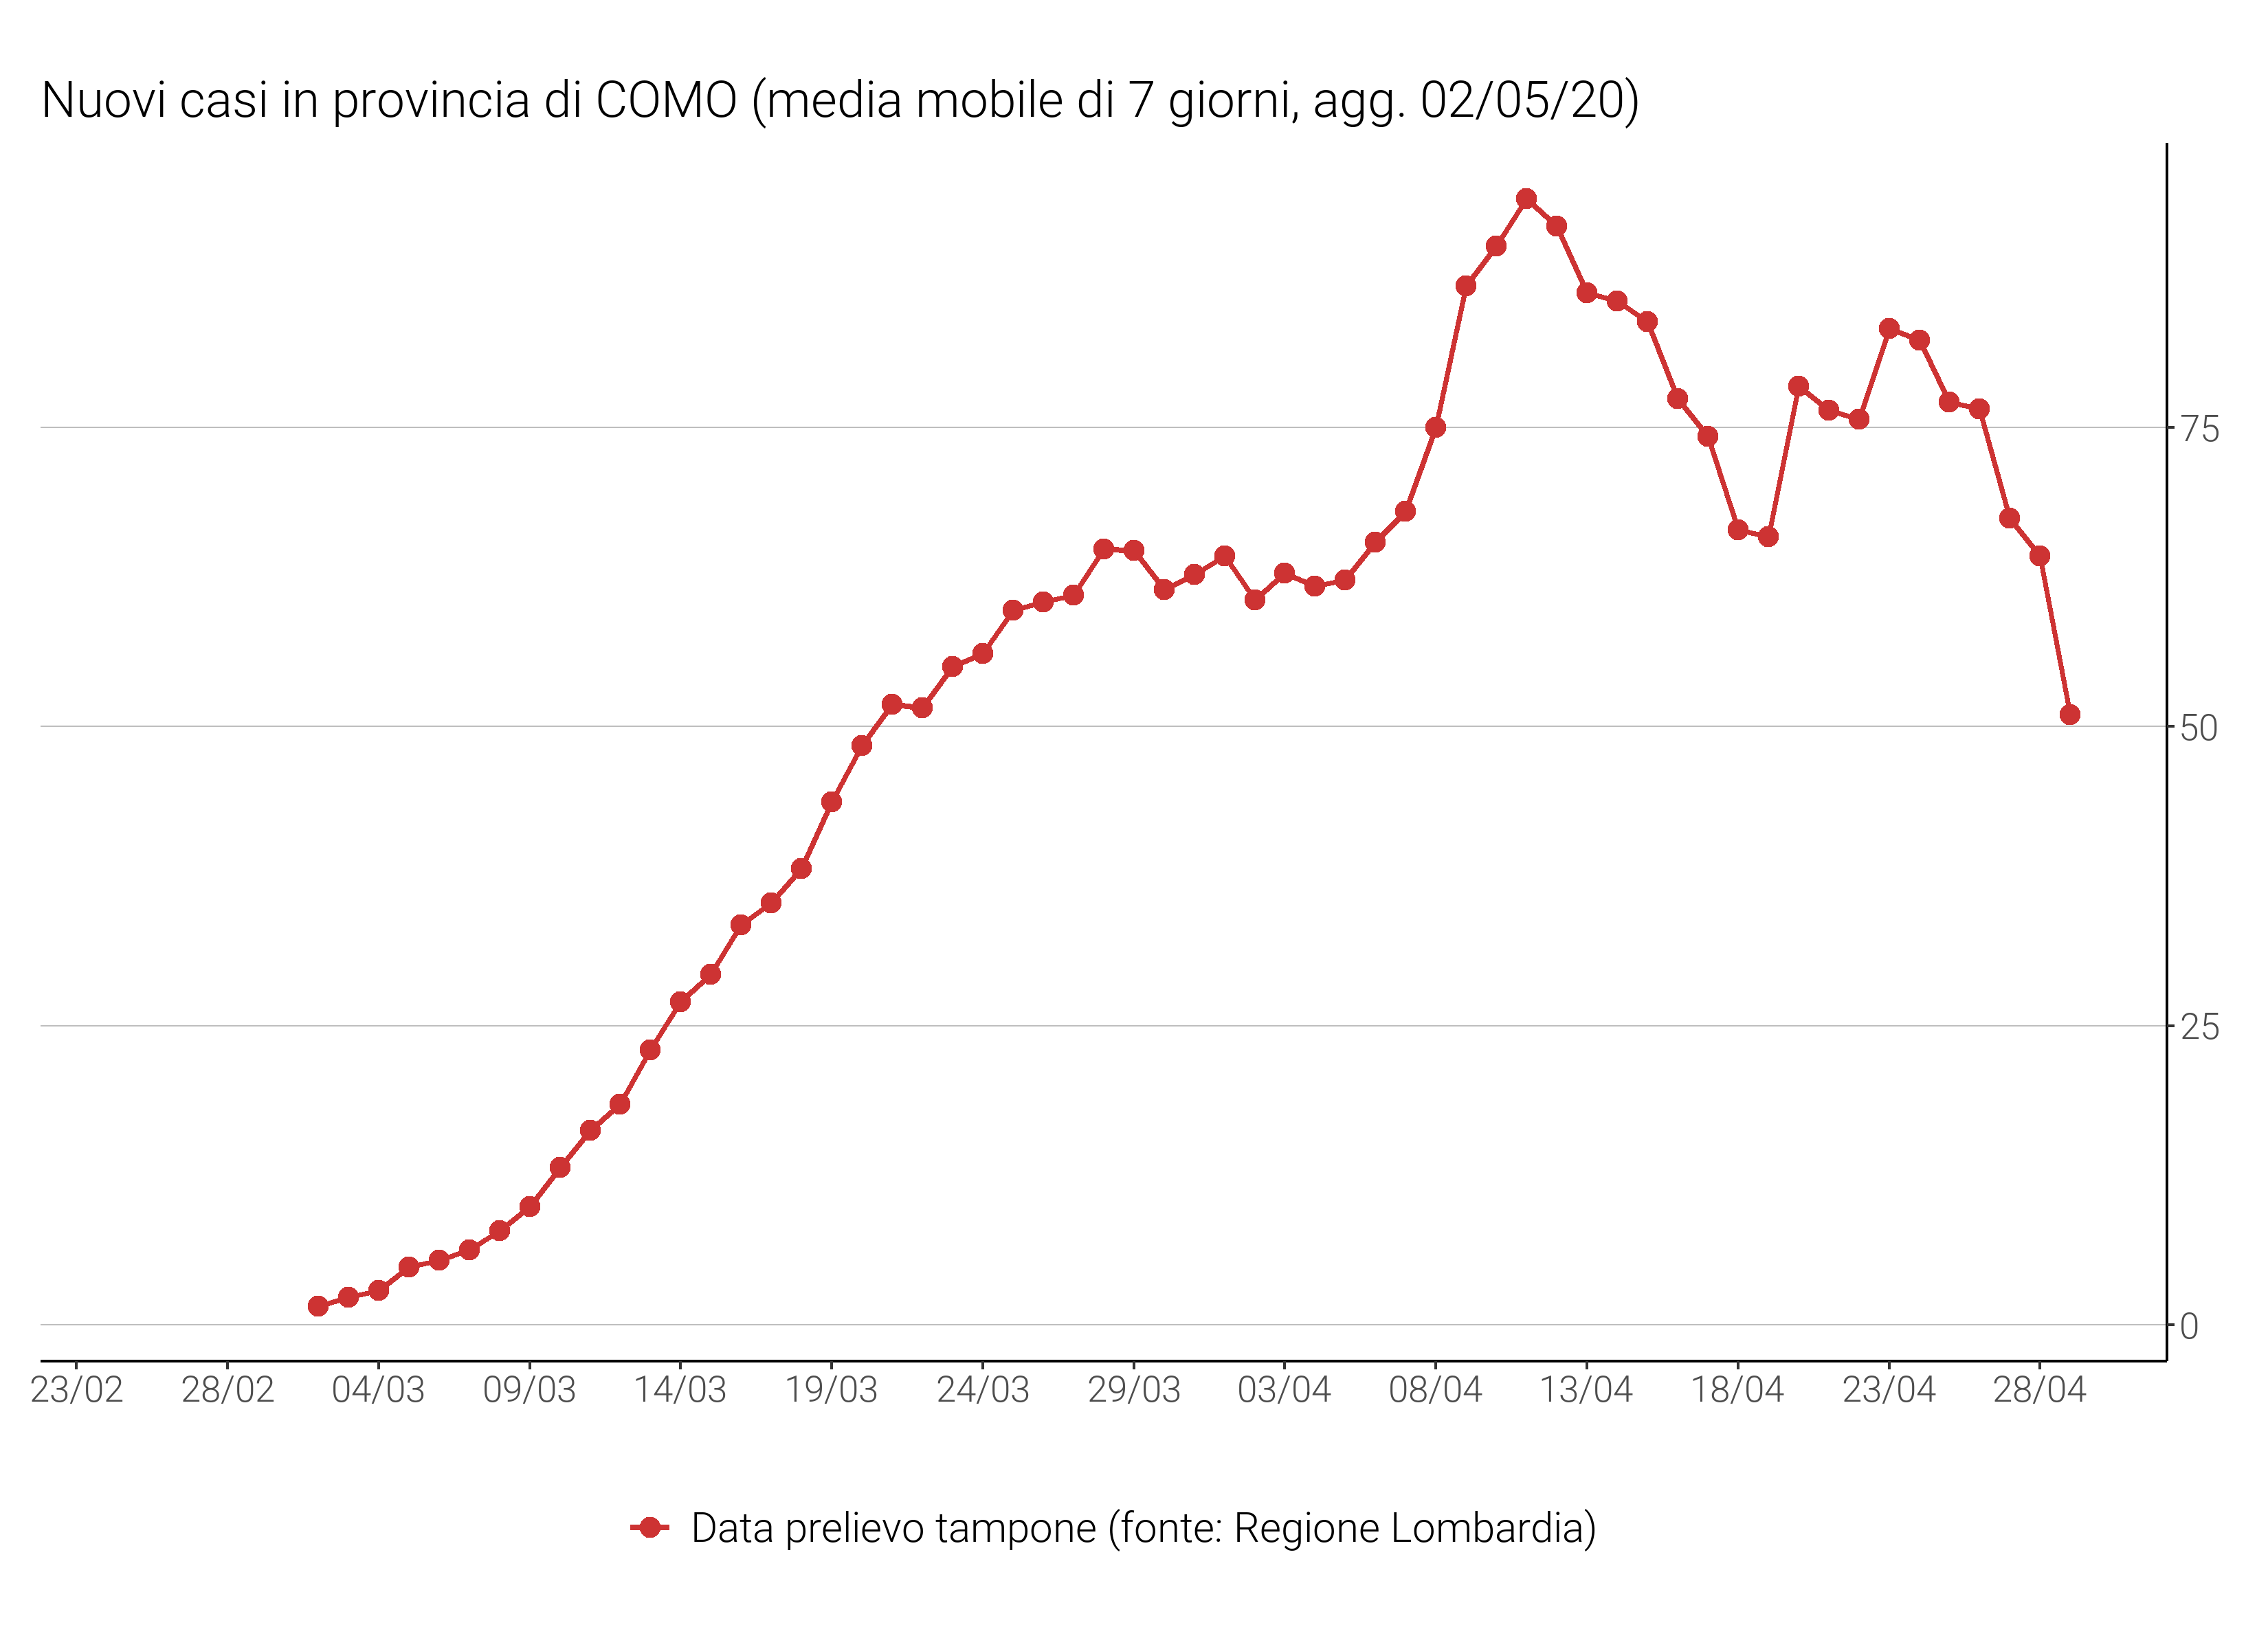 Nuovi casi in provincia di COMO (media mobile di 7 giorni, agg. 02/05/20)
75
50
25
0
23/02 28/02 04/03 09/03 14/03 19/03 24/03 29/03 03/04 08/04 13/04 18/04 23/04 28/04
Data prelievo tampone (fonte: Regione Lombardia)